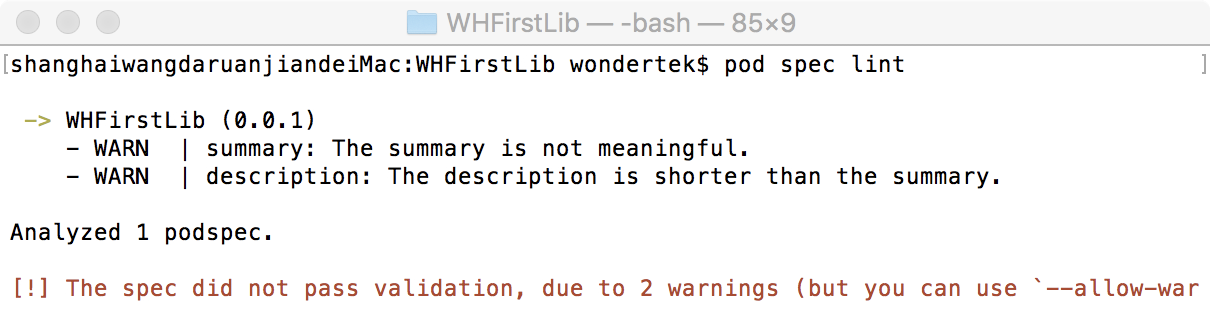 WHFirstLib — -bash — 85×9
[shanghaiwangdaruanjiandeiMac:WHFirstLib wondertek$ pod spec lint ]
-> WHFirstLib (0.0.1)
- WARN | summary: The summary is not meaningful.
- WARN | description: The description is shorter than the summary.
Analyzed 1 podspec.
[!] The spec did not pass validation, due to 2 warnings (but you can use `--allow-war